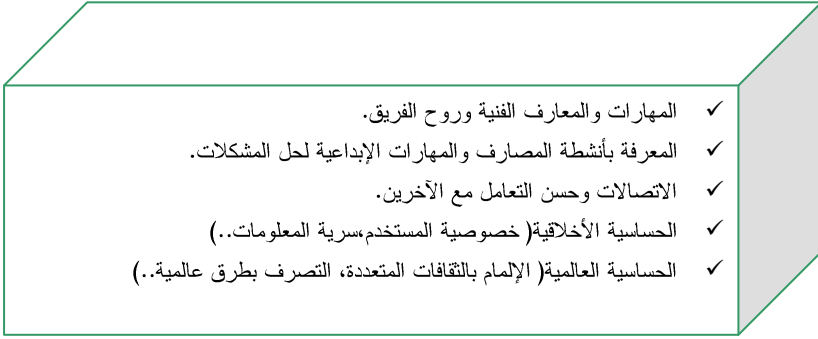 ✓ المهارات والمعارف الفنية وروح الفريق.
✓ المعرفة بأنشطة المصارف والمهارات الإبداعية لحل المشكلات.
✓ الاتصالات وحسن التعامل مع الآخرين.
✓ الحساسية الأخلاقية( خصوصية المستخدم،سرية المعلومات..)
✓ الحساسية العالمية( الإلمام بالثقافات المتعددة، التصرف بطرق عالمية..)